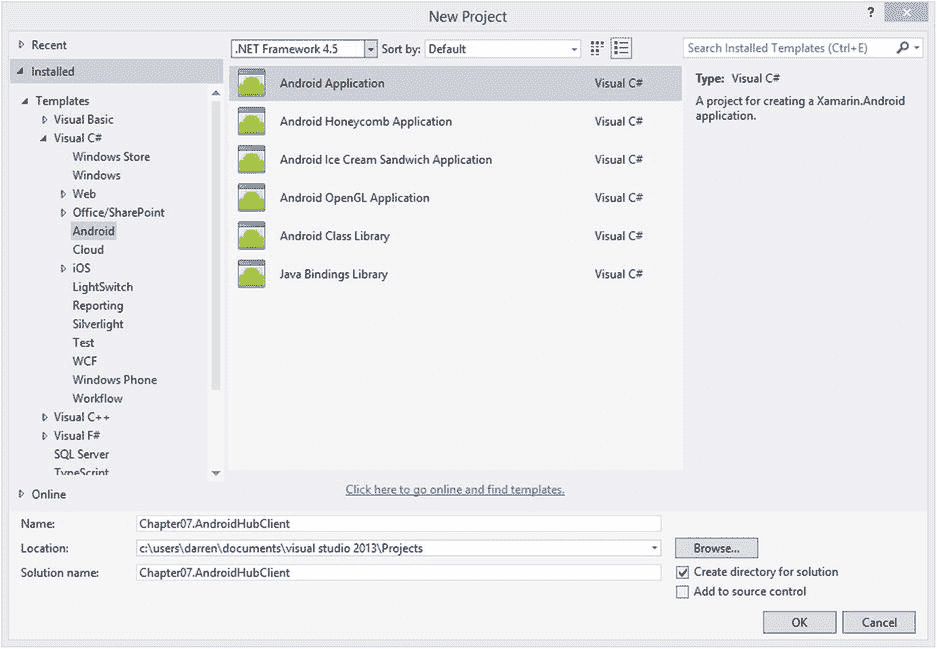 New Project
?
Recent
Installed
Templates
Visual Basic
Visual C#
Windows Store
Windows
Web
Office/SharePoint
Android
Cloud
iOS
LightSwitch
Reporting
Silverlight
Test
WCF
Windows Phone
Workflow
Visual C++
Visual F#
SQL Server
TypeScript
Online
.NET Framework 4.5
Sort by: Default
Android Application Visual C#
Android Honeycomb Application Visual C#
Android Ice Cream Sandwich Application Visual C#
Android OpenGL Application Visual C#
Android Class Library Visual C#
Java Bindings Library Visual C#
Click here to go online and find templates.
Search Installed Templates (Ctrl+E)
Type: Visual C#
A project for creating a Xamarin.Android
application.
Name: Chapter07.AndroidHubClient
Location: c:\users\darren\documents\visual studio 2013\Projects
Browse...
Solution name: Chapter07.AndroidHubClient
Create directory for solution
Add to source control
OK
Cancel